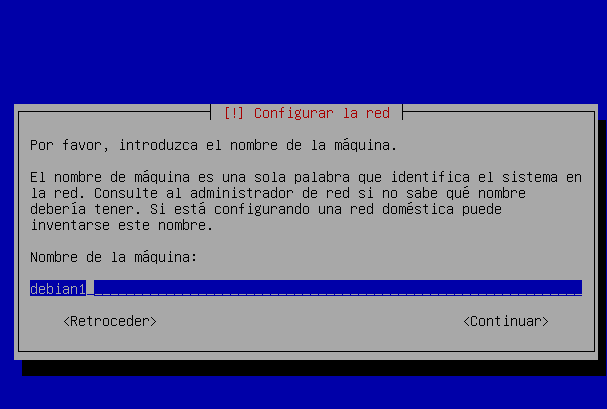 [!] Configurar la red
Por favor, introduzca el nombre de la máquina.
El nombre de máquina es una sola palabra que identifica el sistema en
la red. Consulte al administrador de red si no sabe qué nombre
debería tener. Si está configurando una red doméstica puede
inventarse este nombre.
Nombre de la máquina:
debian1
<Retroceder> <Continuar>